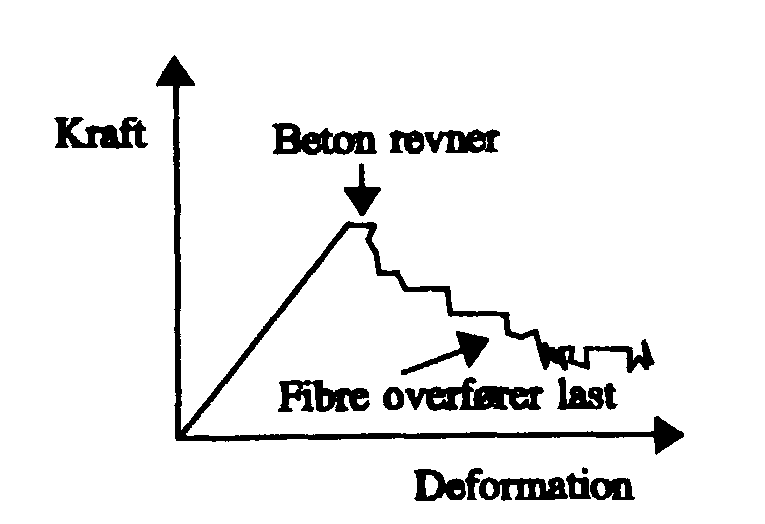 Kraft
Beton revner
Fibre overfører last
Deformation